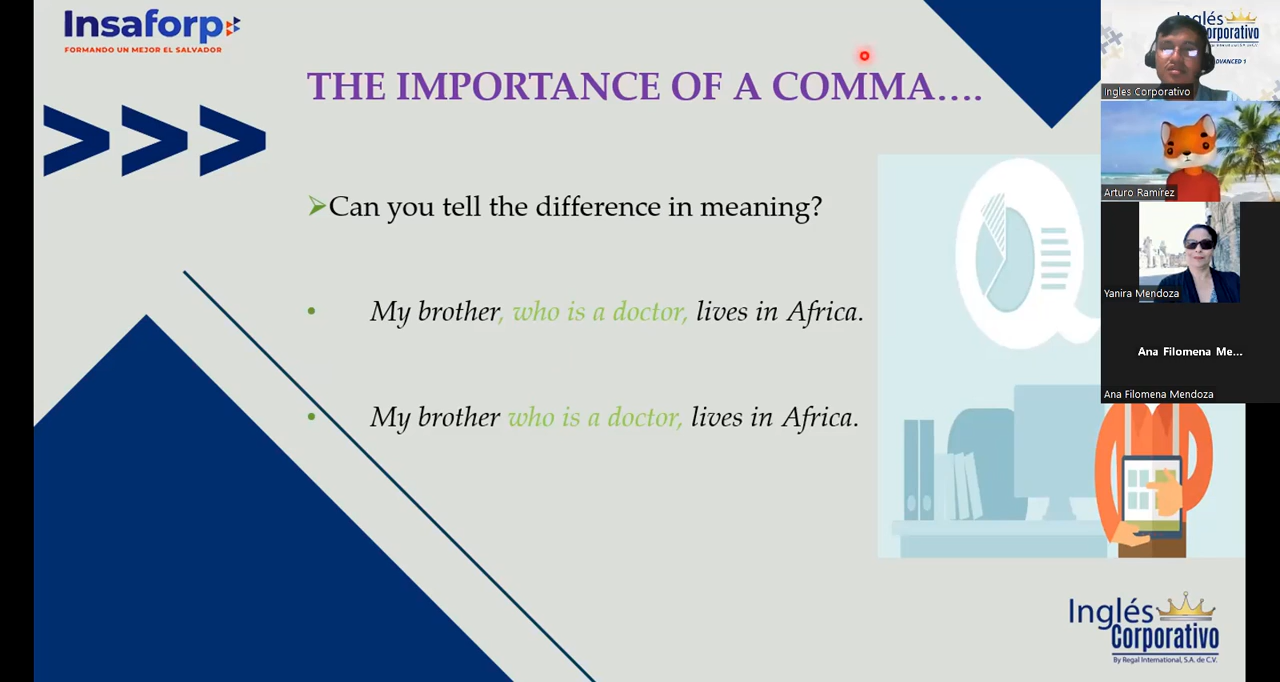 Insaforp
FORMANDO UN MEJOR EL SALVADOR
THE IMPORTANCE OF A COMMA....
Can you tell the difference in meaning?
My brother, who is a doctor, lives in Africa.
My brother who is a doctor, lives in Africa.
Inglés
Corporativo
By Regal International, S.A. de C.V.
Inglés
Corporativo
ADVANCED 1
Ingles Corporativo
Arturo Ramirez
Yanira Mendoza
Ana Filomena Me...
Ana Filomena Mendoza